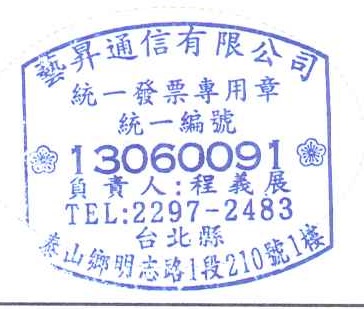 藝昇通信有限公司
統一發票專用章
統一編號
13060091
負責人:程義展
TEL:2297-2483
台北縣
泰山鄉明志路1段210號1樓